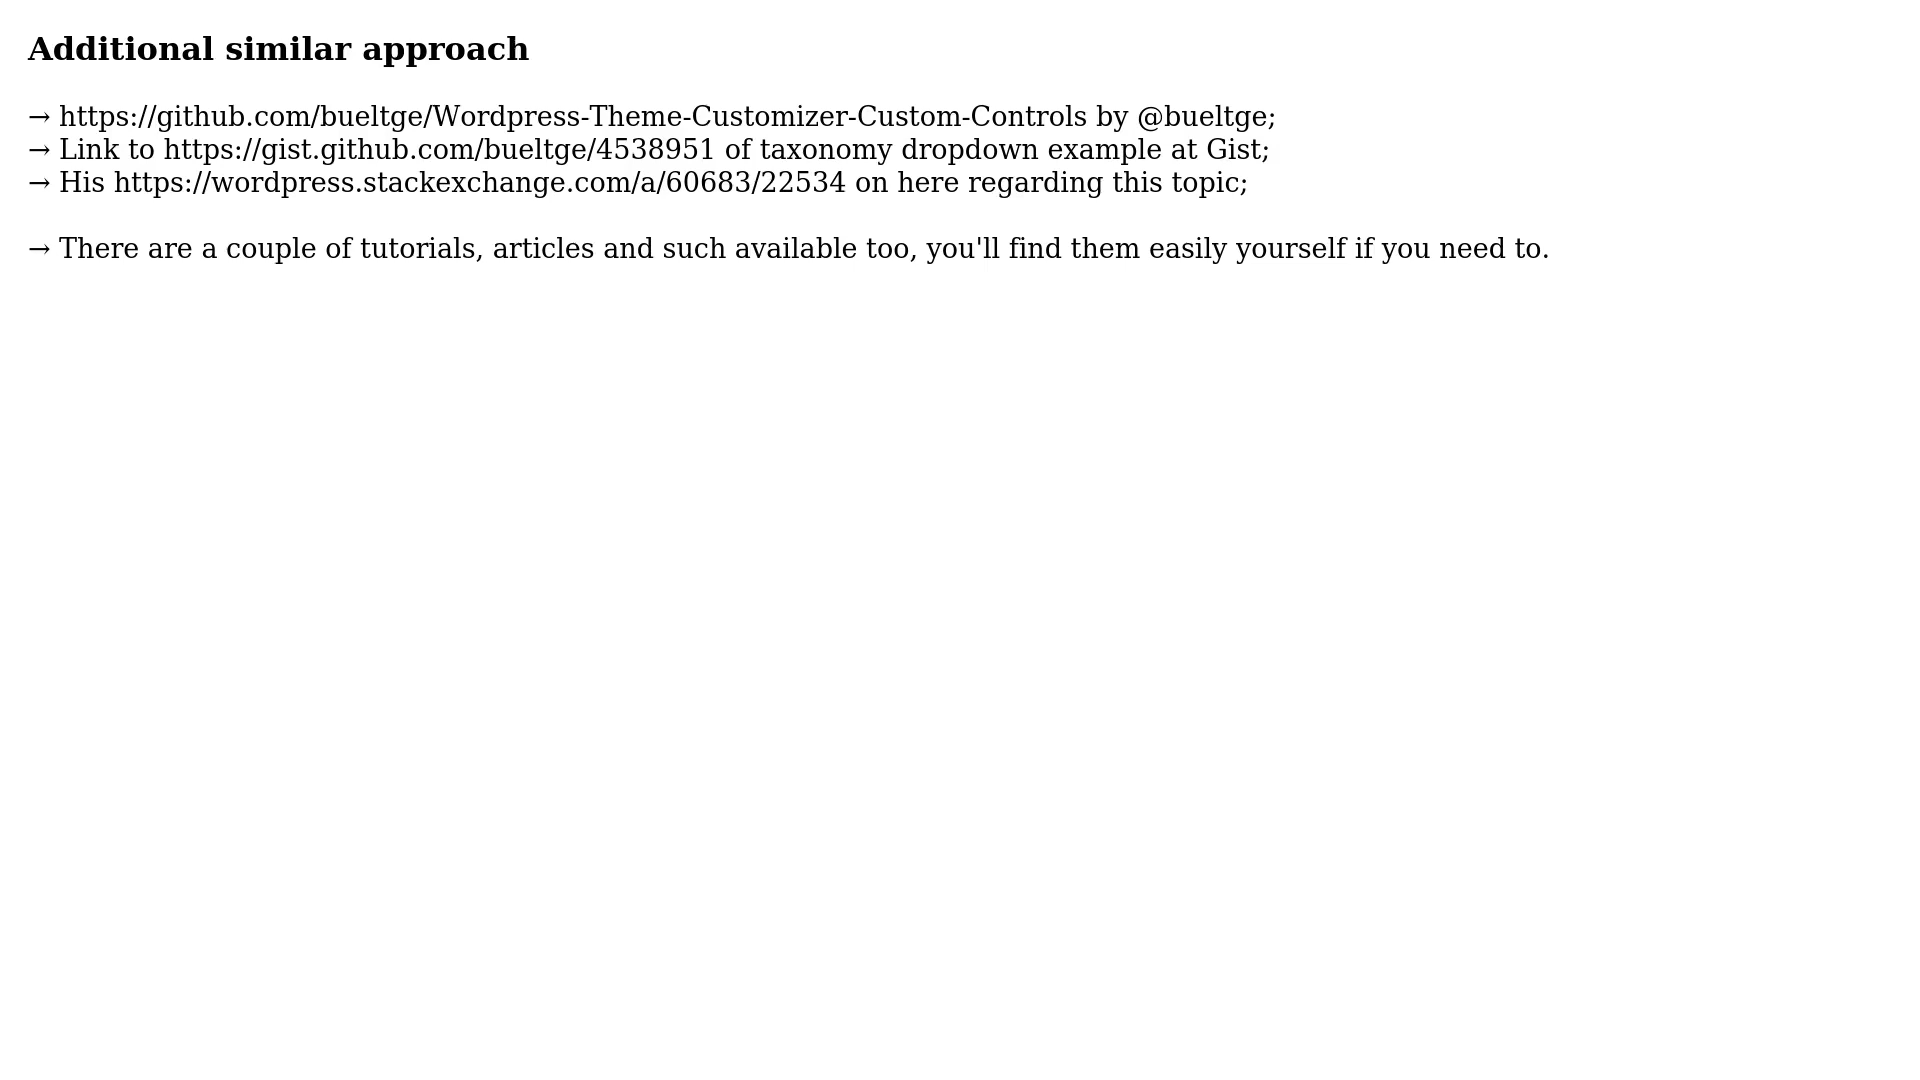 Additional similar approach
→ https://github.com/bueltge/Wordpress-Theme-Customizer-Custom-Controls by @bueltge;
→ Link to https://gist.github.com/bueltge/4538951 of taxonomy dropdown example at Gist;
→ His https://wordpress.stackexchange.com/a/60683/22534 on here regarding this topic;
→ There are a couple of tutorials, articles and such available too, you'll find them easily yourself if you need to.